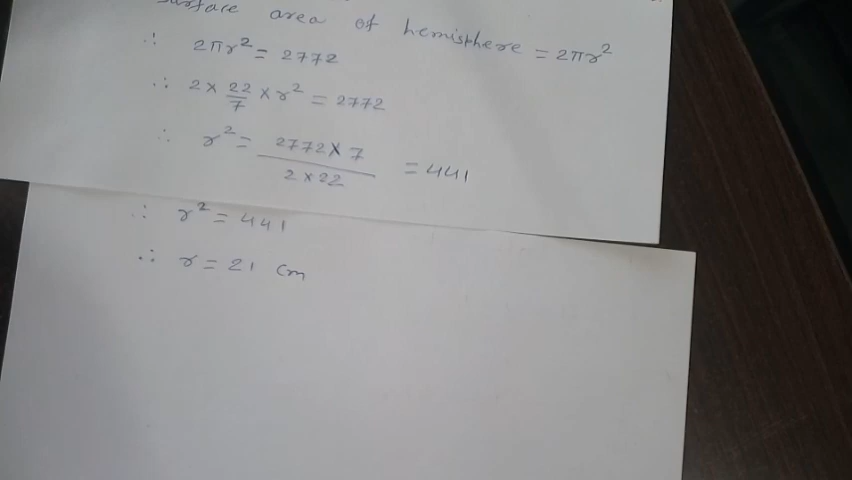 surface area of hemisphere = 2πr²
∴ 2πr² = 2772
∴ 2 × 22/7 × r² = 2772
∴ r² = 2772 × 7 / 2 × 22 = 441
∴ r² = 441
∴ r = 21 cm